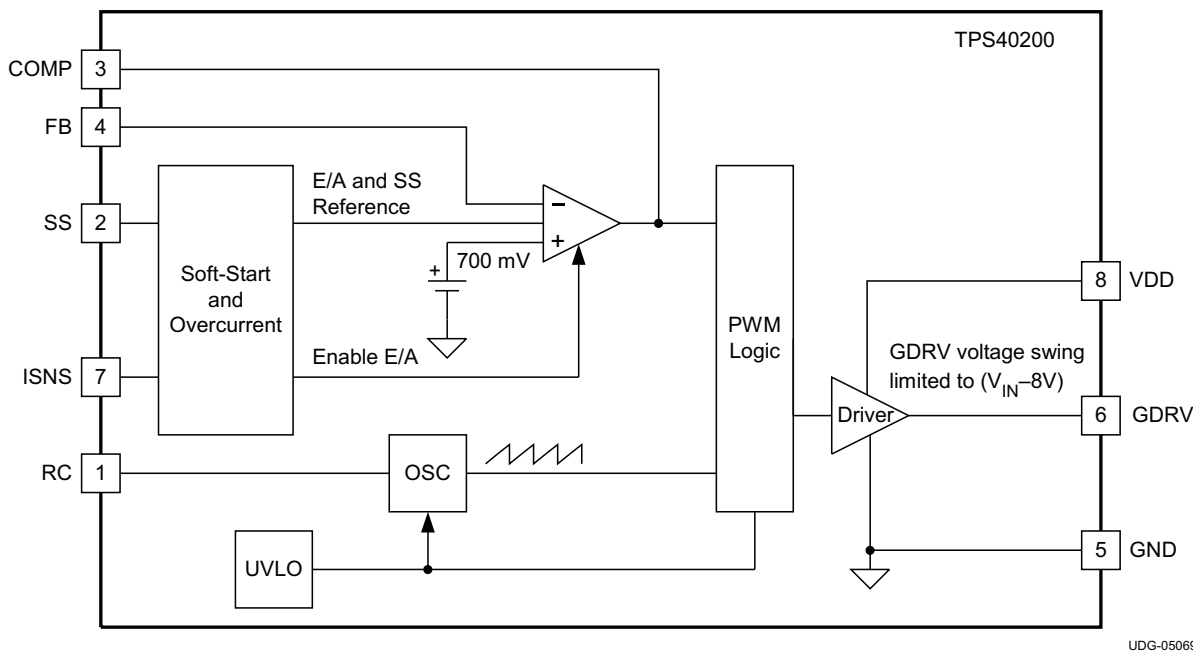 TPS40200
COMP 3
FB 4
E/A and SS
Reference
SS 2
−
+
+ 700 mV
Soft-Start
and
Overcurrent
8 VDD
PWM
Logic
Enable E/A
GDRV voltage swing
limited to (VIN–8V)
ISNS 7
Driver
6 GDRV
RC 1
OSC
5 GND
UVLO
UDG-05069